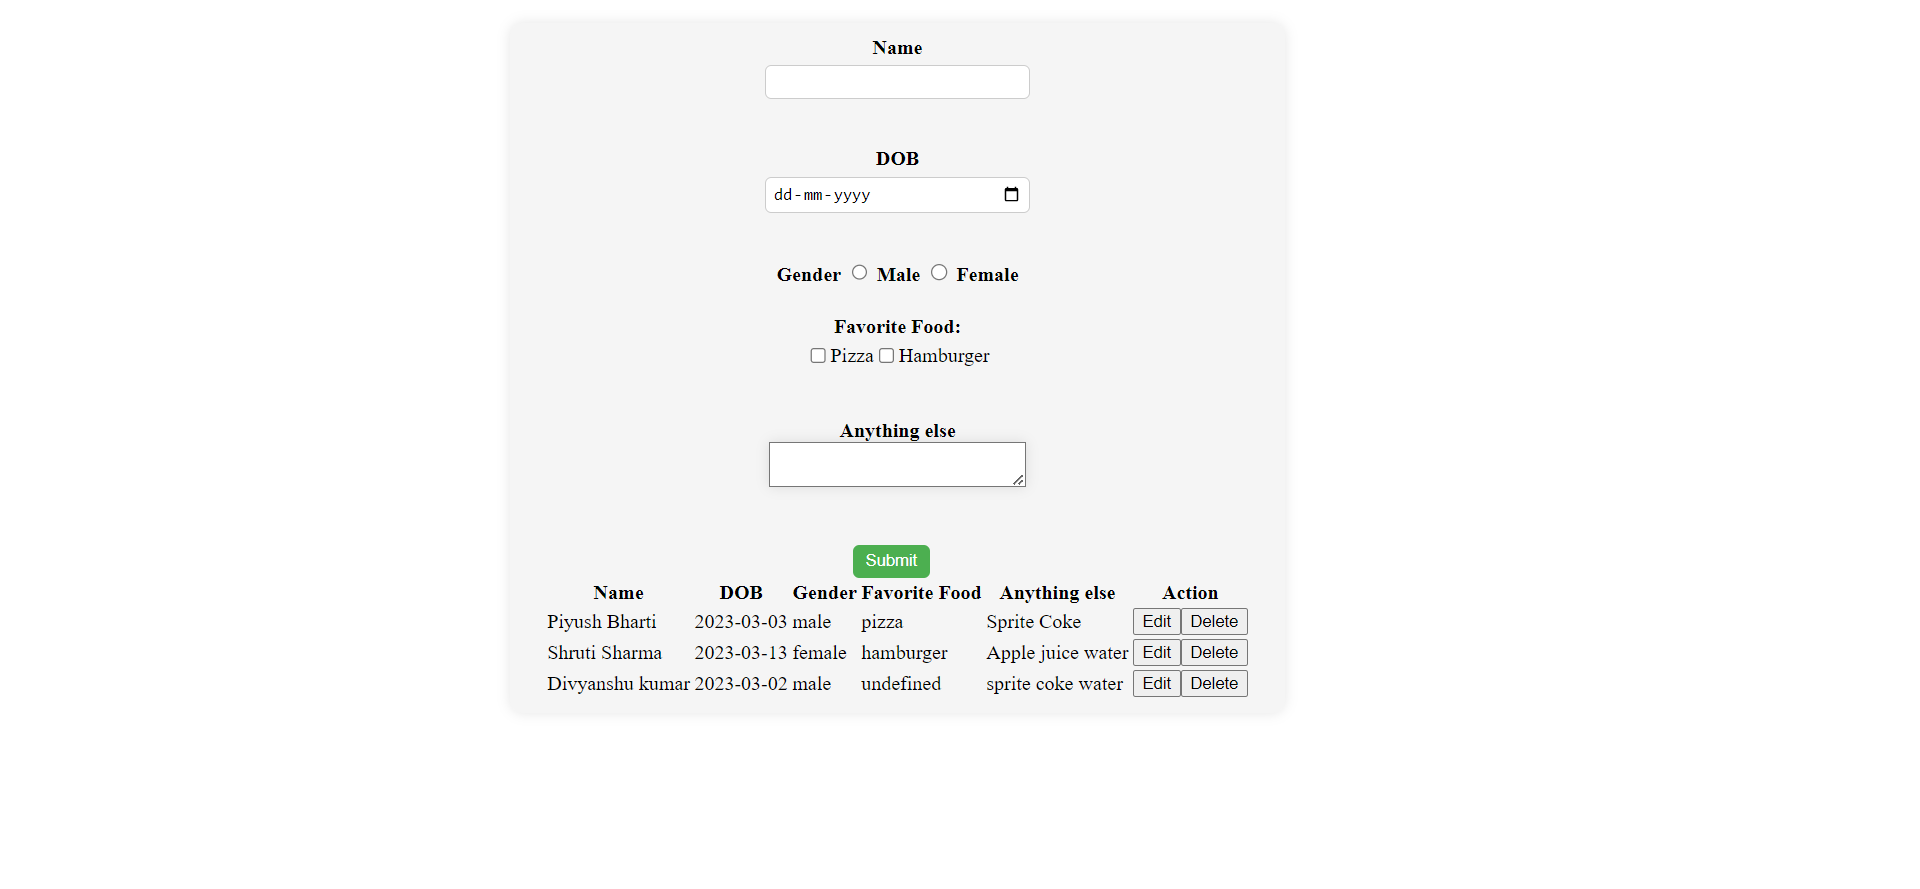 Name
DOB
dd-mm-yyyy
Gender Male Female
Favorite Food:
Pizza Hamburger
Anything else
Submit
Name DOB Gender Favorite Food Anything else Action
Piyush Bharti 2023-03-03 male pizza Sprite Coke Edit Delete
Shruti Sharma 2023-03-13 female hamburger Apple juice water Edit Delete
Divyanshu kumar 2023-03-02 male undefined sprite coke water Edit Delete